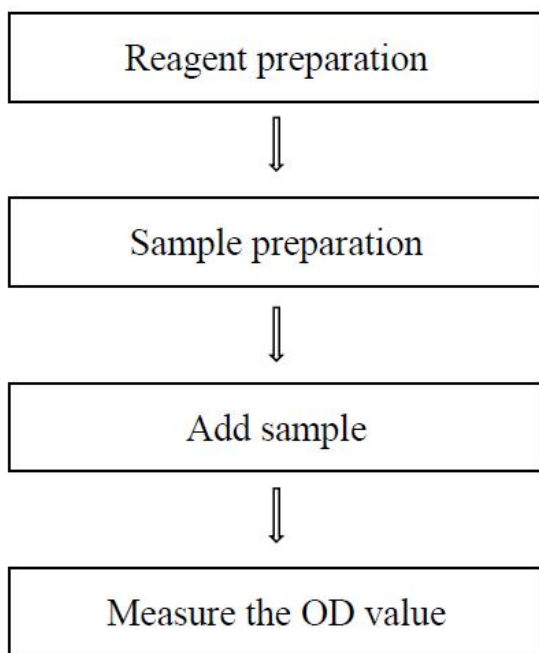 Reagent preparation
Sample preparation
Add sample
Measure the OD value